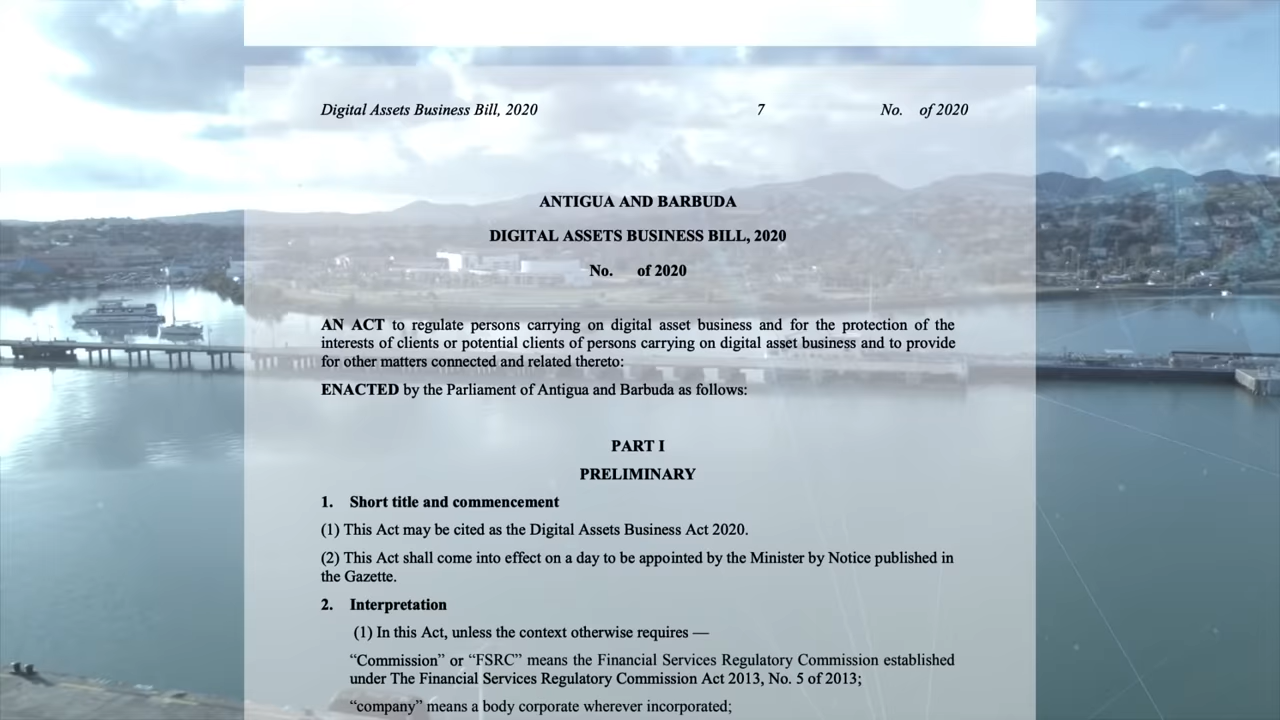 Digital Assets Business Bill, 2020 7 No. of 2020
ANTIGUA AND BARBUDA
DIGITAL ASSETS BUSINESS BILL, 2020
No. of 2020
AN ACT to regulate persons carrying on digital asset business and for the protection of the
interests of clients or potential clients of persons carrying on digital asset business and to provide
for other matters connected and related thereto:
ENACTED by the Parliament of Antigua and Barbuda as follows:
PART I
PRELIMINARY
1. Short title and commencement
(1) This Act may be cited as the Digital Assets Business Act 2020.
(2) This Act shall come into effect on a day to be appointed by the Minister by Notice published in
the Gazette.
2. Interpretation
(1) In this Act, unless the context otherwise requires —
“Commission” or “FSRC” means the Financial Services Regulatory Commission established
under The Financial Services Regulatory Commission Act 2013, No. 5 of 2013;
“company” means a body corporate wherever incorporated;